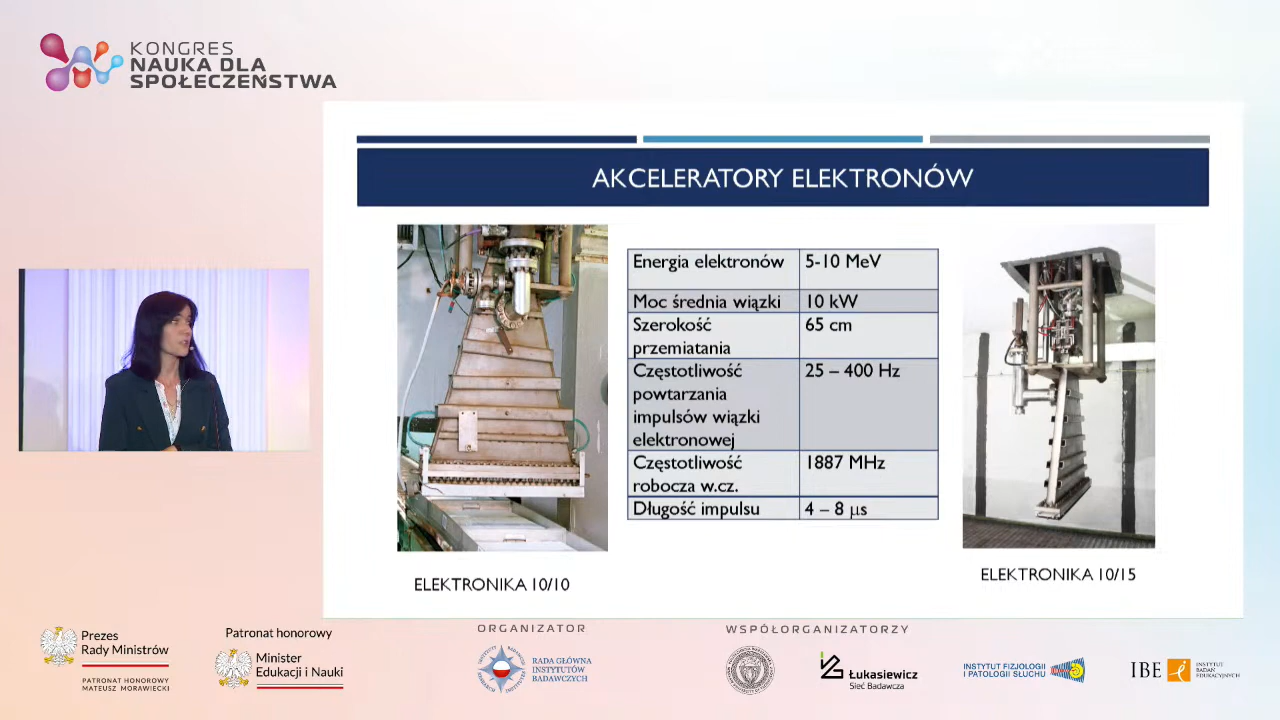 KONGRES
NAUKA DLA
SPOŁECZEŃSTWA
AKCELERATORY ELEKTRONÓW
Energia elektronów 5-10 MeV
Moc średnia wiązki 10 kW
Szerokość 65 cm
przemiatania
Częstotliwość 25 – 400 Hz
powtarzania
impulsów wiązki
elektronowej
Częstotliwość 1887 MHz
robocza w.cz.
Długość impulsu 4 – 8 μs
ELEKTRONIKA 10/10
ELEKTRONIKA 10/15
Prezes
Rady Ministrów
PATRONAT HONOROWY
MATEUSZ MORAWIECKI
Patronat honorowy
Minister
Edukacji i Nauki
ORGANIZATOR
RADA GŁÓWNA
INSTYTUTÓW
BADAWCZYCH
WSPÓŁORGANIZATORZY
Łukasiewicz
Sieć Badawcza
INSTYTUT FIZJOLOGII
I PATOLOGII SŁUCHU
IBE
INSTYTUT
BADAŃ
EDUKACYJNYCH